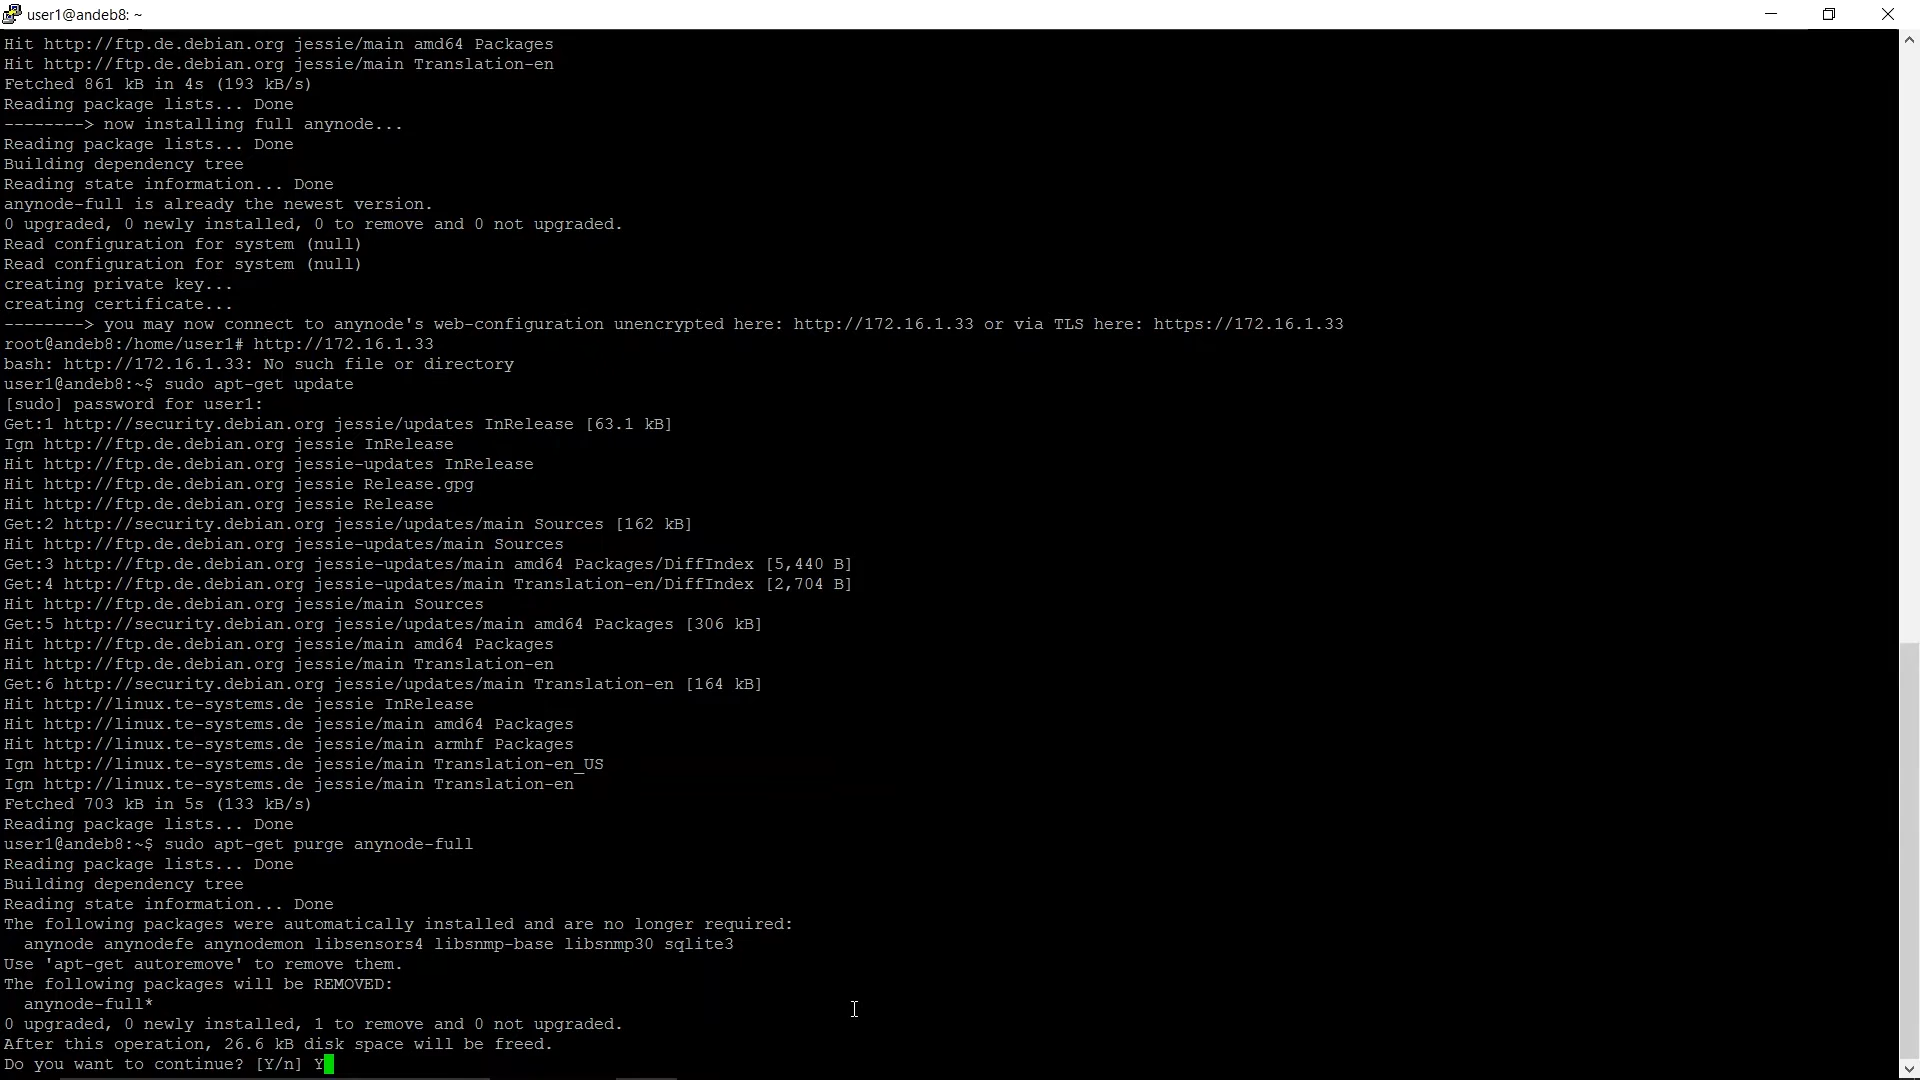 user1@andeb8: ~
Hit http://ftp.de.debian.org jessie/main amd64 Packages
Hit http://ftp.de.debian.org jessie/main Translation-en
Fetched 861 kB in 4s (193 kB/s)
Reading package lists... Done
--------> now installing full anynode...
Reading package lists... Done
Building dependency tree
Reading state information... Done
anynode-full is already the newest version.
0 upgraded, 0 newly installed, 0 to remove and 0 not upgraded.
Read configuration for system (null)
Read configuration for system (null)
creating private key...
creating certificate...
--------> you may now connect to anynode's web-configuration unencrypted here: http://172.16.1.33 or via TLS here: https://172.16.1.33
root@andeb8:/home/user1# http://172.16.1.33
bash: http://172.16.1.33: No such file or directory
user1@andeb8:~$ sudo apt-get update
[sudo] password for user1:
Get:1 http://security.debian.org jessie/updates InRelease [63.1 kB]
Ign http://ftp.de.debian.org jessie InRelease
Hit http://ftp.de.debian.org jessie-updates InRelease
Hit http://ftp.de.debian.org jessie Release.gpg
Hit http://ftp.de.debian.org jessie Release
Get:2 http://security.debian.org jessie/updates/main Sources [162 kB]
Hit http://ftp.de.debian.org jessie-updates/main Sources
Get:3 http://ftp.de.debian.org jessie-updates/main amd64 Packages/DiffIndex [5,440 B]
Get:4 http://ftp.de.debian.org jessie-updates/main Translation-en/DiffIndex [2,704 B]
Hit http://ftp.de.debian.org jessie/main Sources
Get:5 http://security.debian.org jessie/updates/main amd64 Packages [306 kB]
Hit http://ftp.de.debian.org jessie/main amd64 Packages
Hit http://ftp.de.debian.org jessie/main Translation-en
Get:6 http://security.debian.org jessie/updates/main Translation-en [164 kB]
Hit http://linux.te-systems.de jessie InRelease
Hit http://linux.te-systems.de jessie/main amd64 Packages
Hit http://linux.te-systems.de jessie/main armhf Packages
Ign http://linux.te-systems.de jessie/main Translation-en_US
Ign http://linux.te-systems.de jessie/main Translation-en
Fetched 703 kB in 5s (133 kB/s)
Reading package lists... Done
user1@andeb8:~$ sudo apt-get purge anynode-full
Reading package lists... Done
Building dependency tree
Reading state information... Done
The following packages were automatically installed and are no longer required:
  anynode anynodefe anynodemon libsensors4 libsnmp-base libsnmp30 sqlite3
Use 'apt-get autoremove' to remove them.
The following packages will be REMOVED:
  anynode-full*
0 upgraded, 0 newly installed, 1 to remove and 0 not upgraded.
After this operation, 26.6 kB disk space will be freed.
Do you want to continue? [Y/n] Y